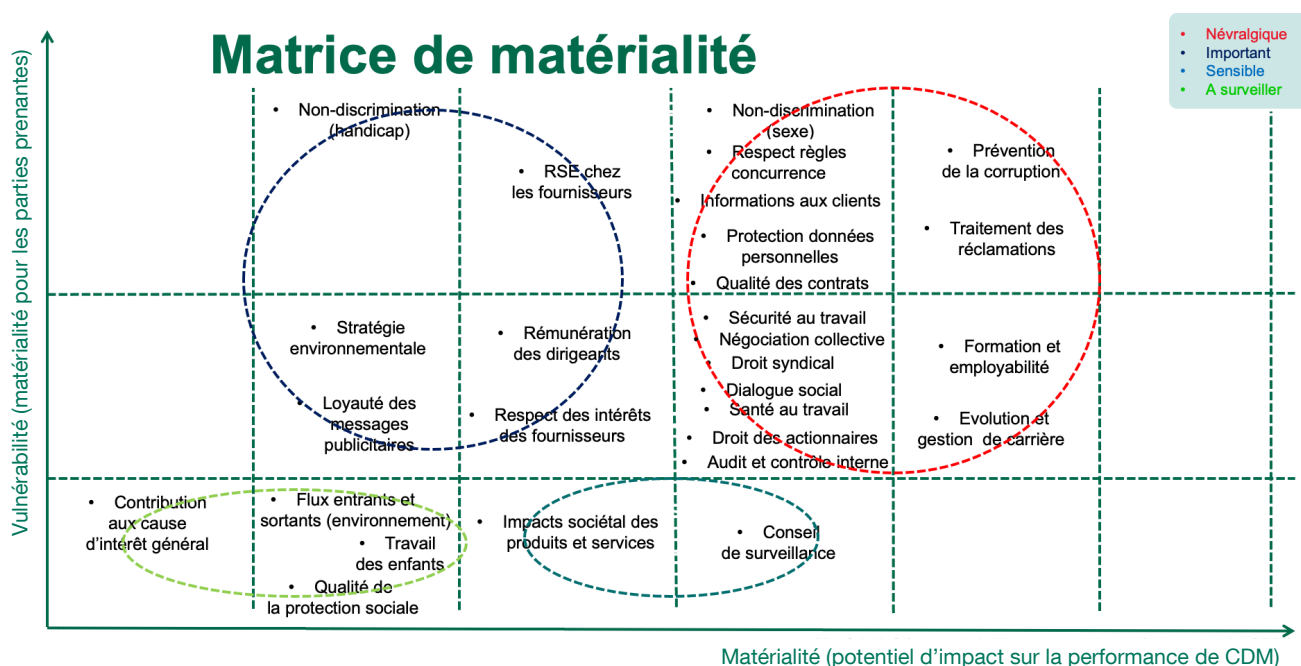 Matrice de matérialité
• Névralgique
• Important
• Sensible
• A surveiller
Vulnérabilité (matérialité pour les parties prenantes)
• Non-discrimination
(handicap)
• RSE chez
les fournisseurs
• Non-discrimination
(sexe)
• Respect règles
concurrence
• Informations aux clients
• Protection données
personnelles
• Qualité des contrats
• Prévention
de la corruption
• Traitement des
réclamations
• Stratégie
environnementale
• Loyauté des
messages
publicitaires
• Rémunération
des dirigeants
• Respect des intérêts
des fournisseurs
• Sécurité au travail
• Négociation collective
• Droit syndical
• Dialogue social
• Santé au travail
• Droit des actionnaires
• Audit et contrôle interne
• Formation et
employabilité
• Evolution et
gestion de carrière
• Contribution
aux cause
d'intérêt général
• Flux entrants et
sortants (environnement)
• Travail
des enfants
• Qualité de
la protection sociale
• Impacts sociétal des
produits et services
• Conseil
de surveillance
Matérialité (potentiel d'impact sur la performance de CDM)